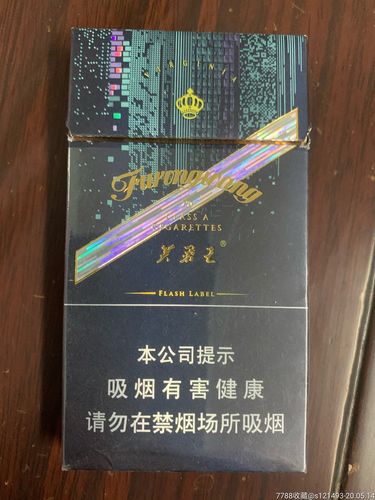 VIRGINIA
Furongwang
20
CLASS A
CIGARETTES
芙蓉王®
FLASH LABEL
本公司提示
吸烟有害健康
请勿在禁烟场所吸烟
7788收藏@s121493-20.05.14